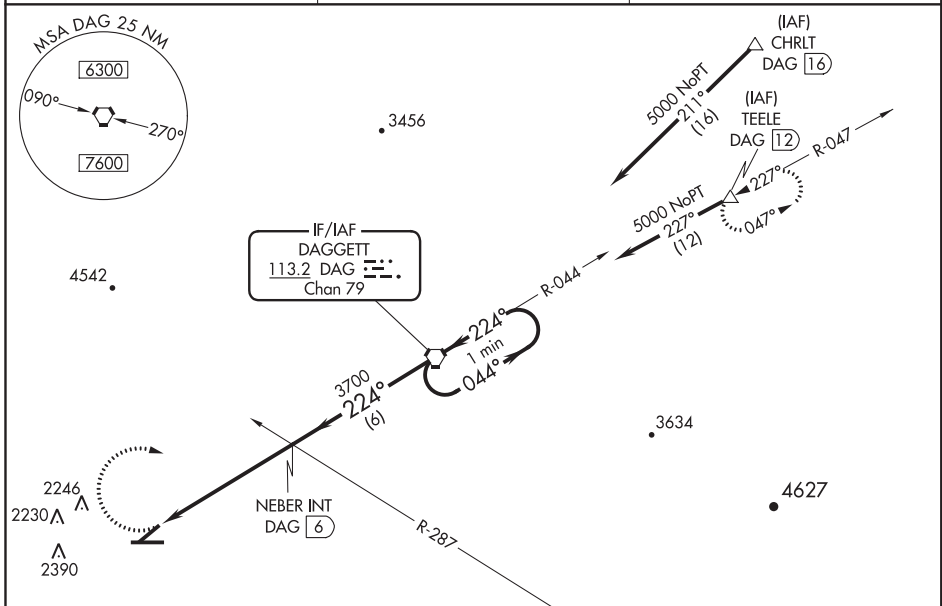 MSA DAG 25 NM
6300
090°
270°
7600
3456
(IAF)
CHRLT
DAG 16
5000 NoPT
211°
(16)
(IAF)
TEELE
DAG 12
R-047
227°
047°
5000 NoPT
227°
(12)
IF/IAF
DAGGETT
113.2 DAG
Chan 79
4542
R-044
224°
1 min
044°
3700
224°
(6)
3634
4627
NEBER INT
DAG 6
R-287
2246
2230
2390